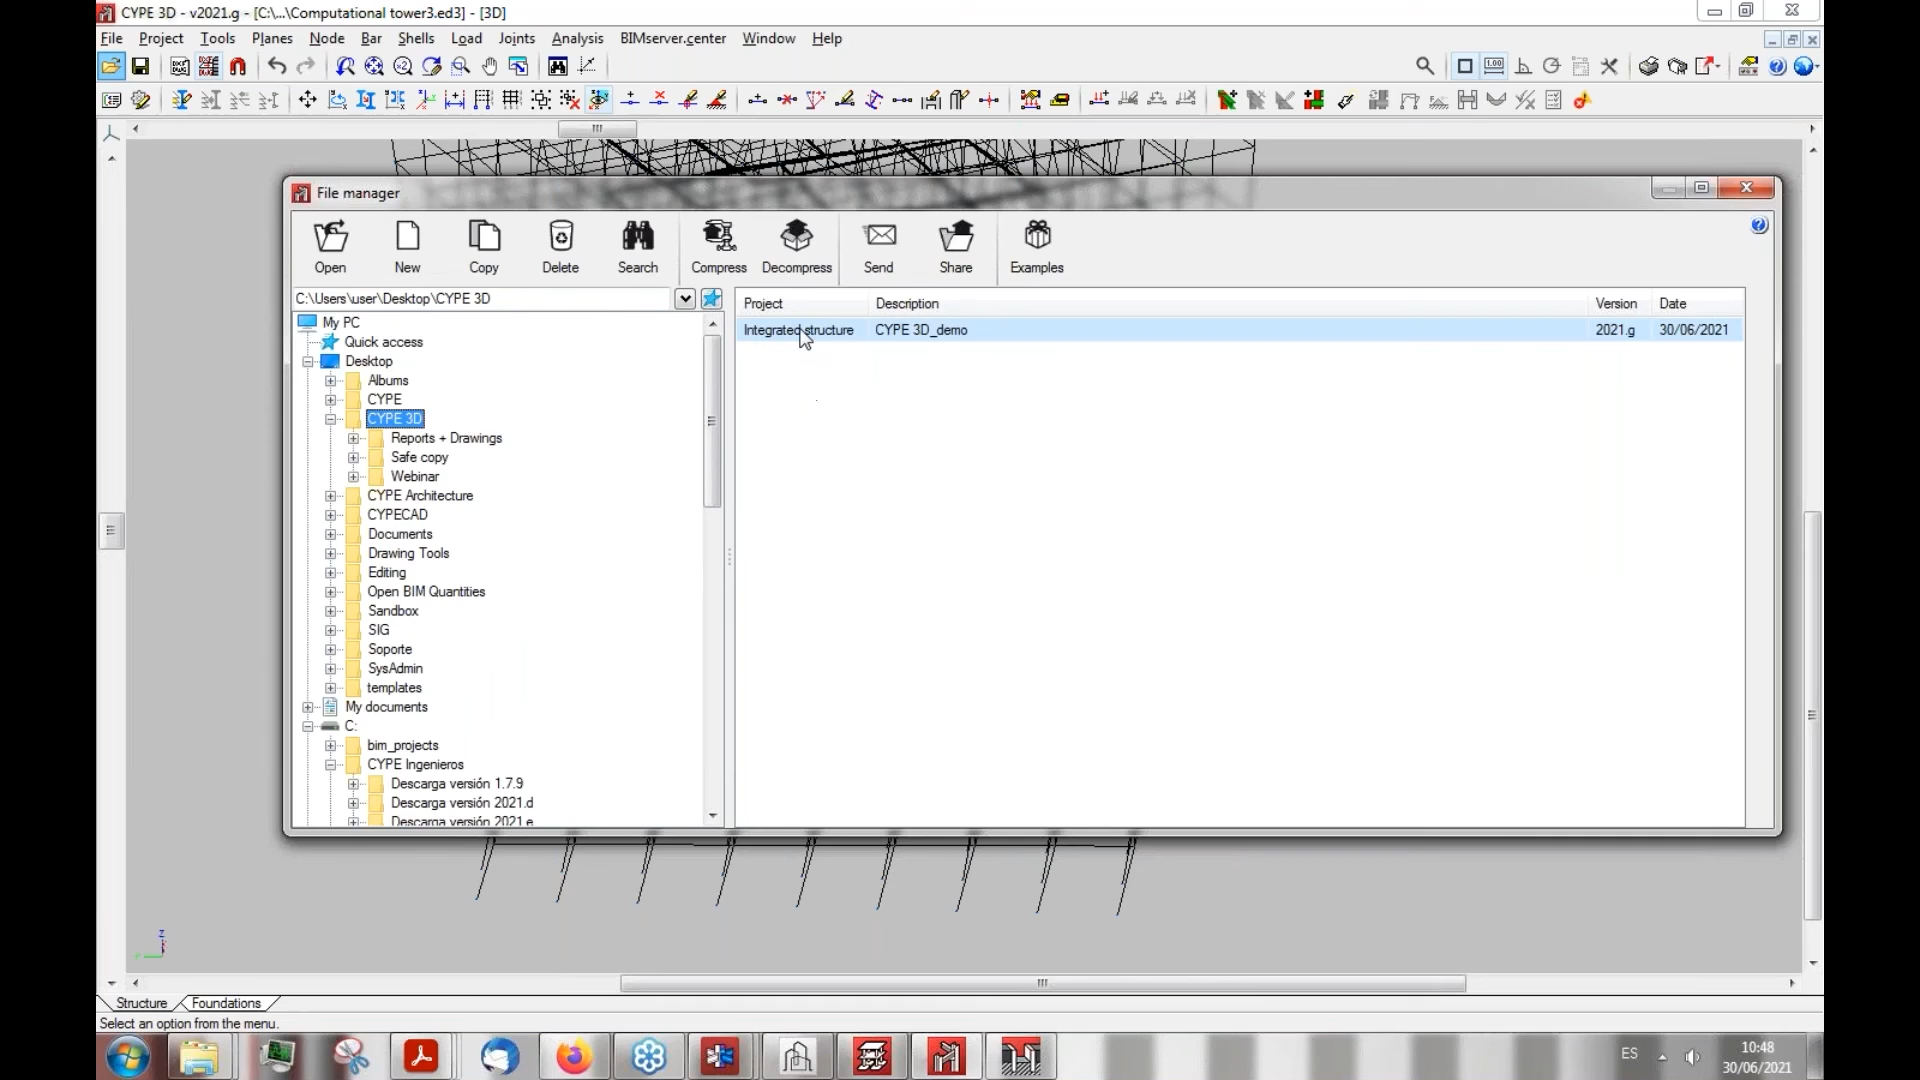 CYPE 3D - v2021.g - [C:\...\Computational tower3.ed3] - [3D]
File Project Tools Planes Node Bar Shells Load Joints Analysis BIMserver.center Window Help
File manager
Open New Copy Delete Search Compress Decompress Send Share Examples
C:\Users\user\Desktop\CYPE 3D
Project Description Version Date
Integrated structure CYPE 3D_demo 2021.g 30/06/2021
My PC
Quick access
Desktop
Albums
CYPE
CYPE 3D
Reports + Drawings
Safe copy
Webinar
CYPE Architecture
CYPECAD
Documents
Drawing Tools
Editing
Open BIM Quantities
Sandbox
SIG
Soporte
SysAdmin
templates
My documents
C:
bim_projects
CYPE Ingenieros
Descarga versión 1.7.9
Descarga versión 2021.d
Descarga versión 2021.e
Z
Structure Foundations
Select an option from the menu.
ES
10:48
30/06/2021